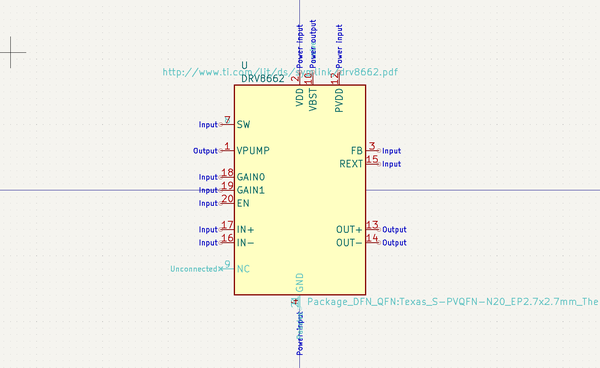 Power input
Power output
Power input
U
http://www.ti.com/lit/ds/symlink/drv8662.pdf
DRV8662
2
10
12
VDD
VBST
PVDD
Input 7 SW
Output 1 VPUMP
FB 3 Input
REXT 15 Input
Input 18 GAIN0
Input 19 GAIN1
Input 20 EN
Input 17 IN+
OUT+ 13 Output
Input 16 IN-
OUT- 14 Output
Unconnected 9 NC
GND
Package_DFN_QFN:Texas_S-PVQFN-N20_EP2.7x2.7mm_The
Power input